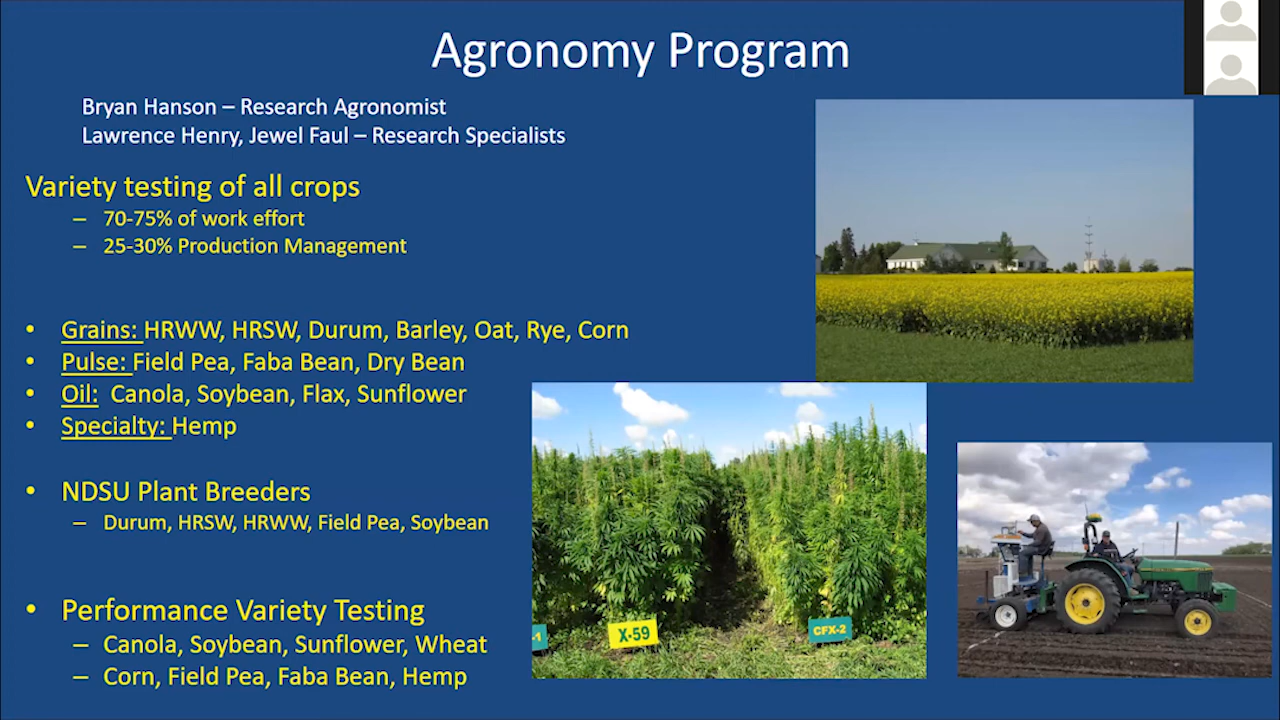 Agronomy Program
Bryan Hanson – Research Agronomist
Lawrence Henry, Jewel Faul – Research Specialists
Variety testing of all crops
– 70-75% of work effort
– 25-30% Production Management
• Grains: HRWW, HRSW, Durum, Barley, Oat, Rye, Corn
• Pulse: Field Pea, Faba Bean, Dry Bean
• Oil: Canola, Soybean, Flax, Sunflower
• Specialty: Hemp
• NDSU Plant Breeders
– Durum, HRSW, HRWW, Field Pea, Soybean
• Performance Variety Testing
– Canola, Soybean, Sunflower, Wheat
– Corn, Field Pea, Faba Bean, Hemp
-1
X-59
CFX-2